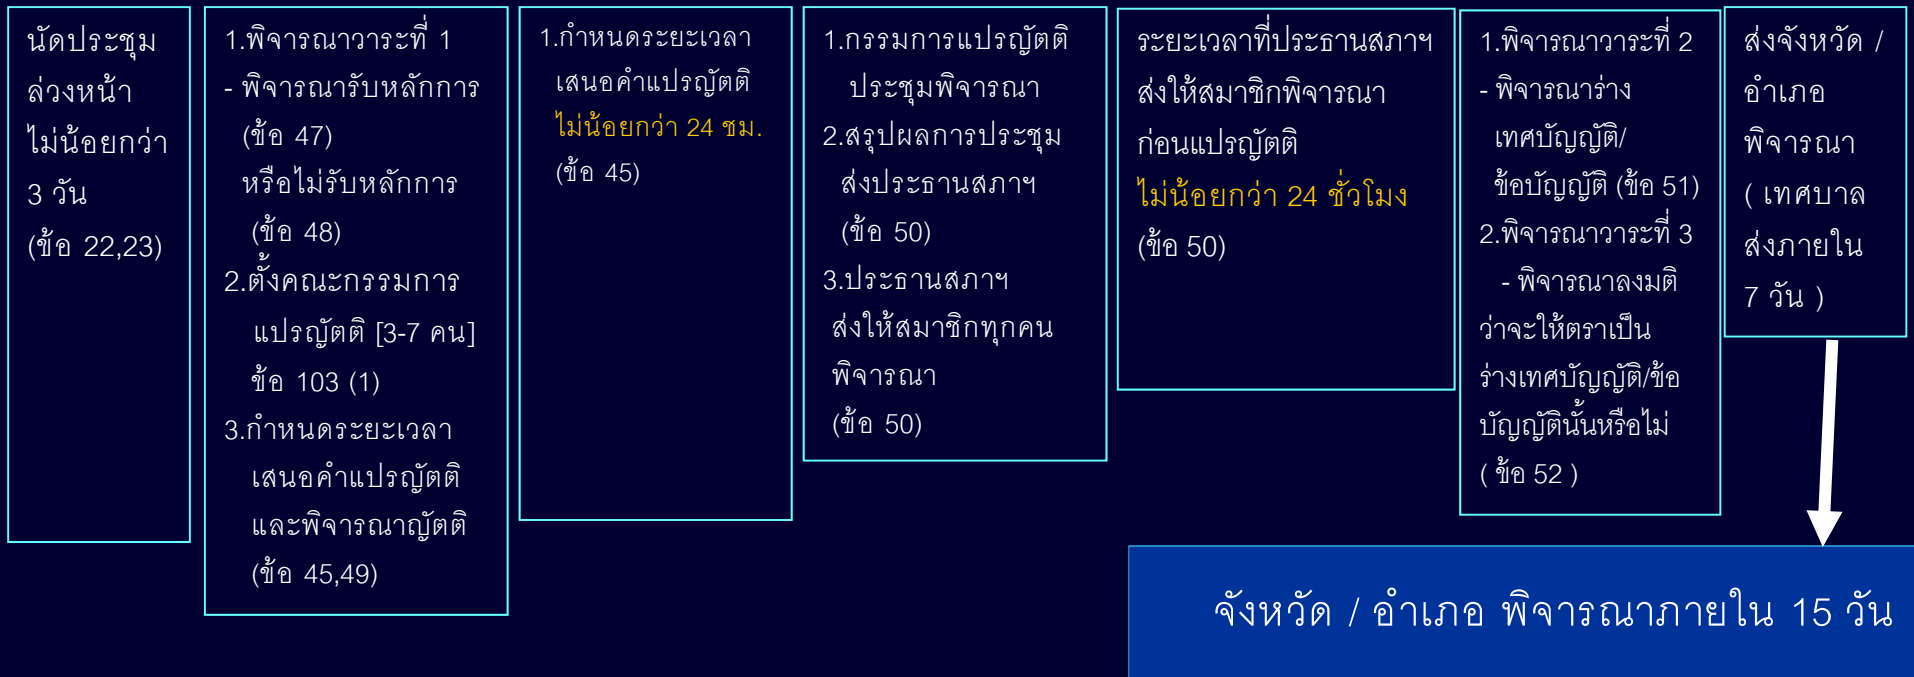 นัดประชุม
ล่วงหน้า
ไม่น้อยกว่า
3 วัน
(ข้อ 22,23)
1.พิจารณาวาระที่ 1
- พิจารณารับหลักการ
(ข้อ 47)
หรือไม่รับหลักการ
(ข้อ 48)
2.ตั้งคณะกรรมการ
แปรญัตติ [3-7 คน]
ข้อ 103 (1)
3.กำหนดระยะเวลา
เสนอคำแปรญัตติ
และพิจารณาญัตติ
(ข้อ 45,49)
1.กำหนดระยะเวลา
เสนอคำแปรญัตติ
ไม่น้อยกว่า 24 ชม.
(ข้อ 45)
1.กรรมการแปรญัตติ
ประชุมพิจารณา
2.สรุปผลการประชุม
ส่งประธานสภาฯ
(ข้อ 50)
3.ประธานสภาฯ
ส่งให้สมาชิกทุกคน
พิจารณา
(ข้อ 50)
ระยะเวลาที่ประธานสภาฯ
ส่งให้สมาชิกพิจารณา
ก่อนแปรญัตติ
ไม่น้อยกว่า 24 ชั่วโมง
(ข้อ 50)
1.พิจารณาวาระที่ 2
- พิจารณาร่าง
เทศบัญญัติ/
ข้อบัญญัติ (ข้อ 51)
2.พิจารณาวาระที่ 3
- พิจารณาลงมติ
ว่าจะให้ตราเป็น
ร่างเทศบัญญัติ/ข้อ
บัญญัตินั้นหรือไม่
( ข้อ 52 )
ส่งจังหวัด /
อำเภอ
พิจารณา
( เทศบาล
ส่งภายใน
7 วัน )
จังหวัด / อำเภอ พิจารณาภายใน 15 วัน